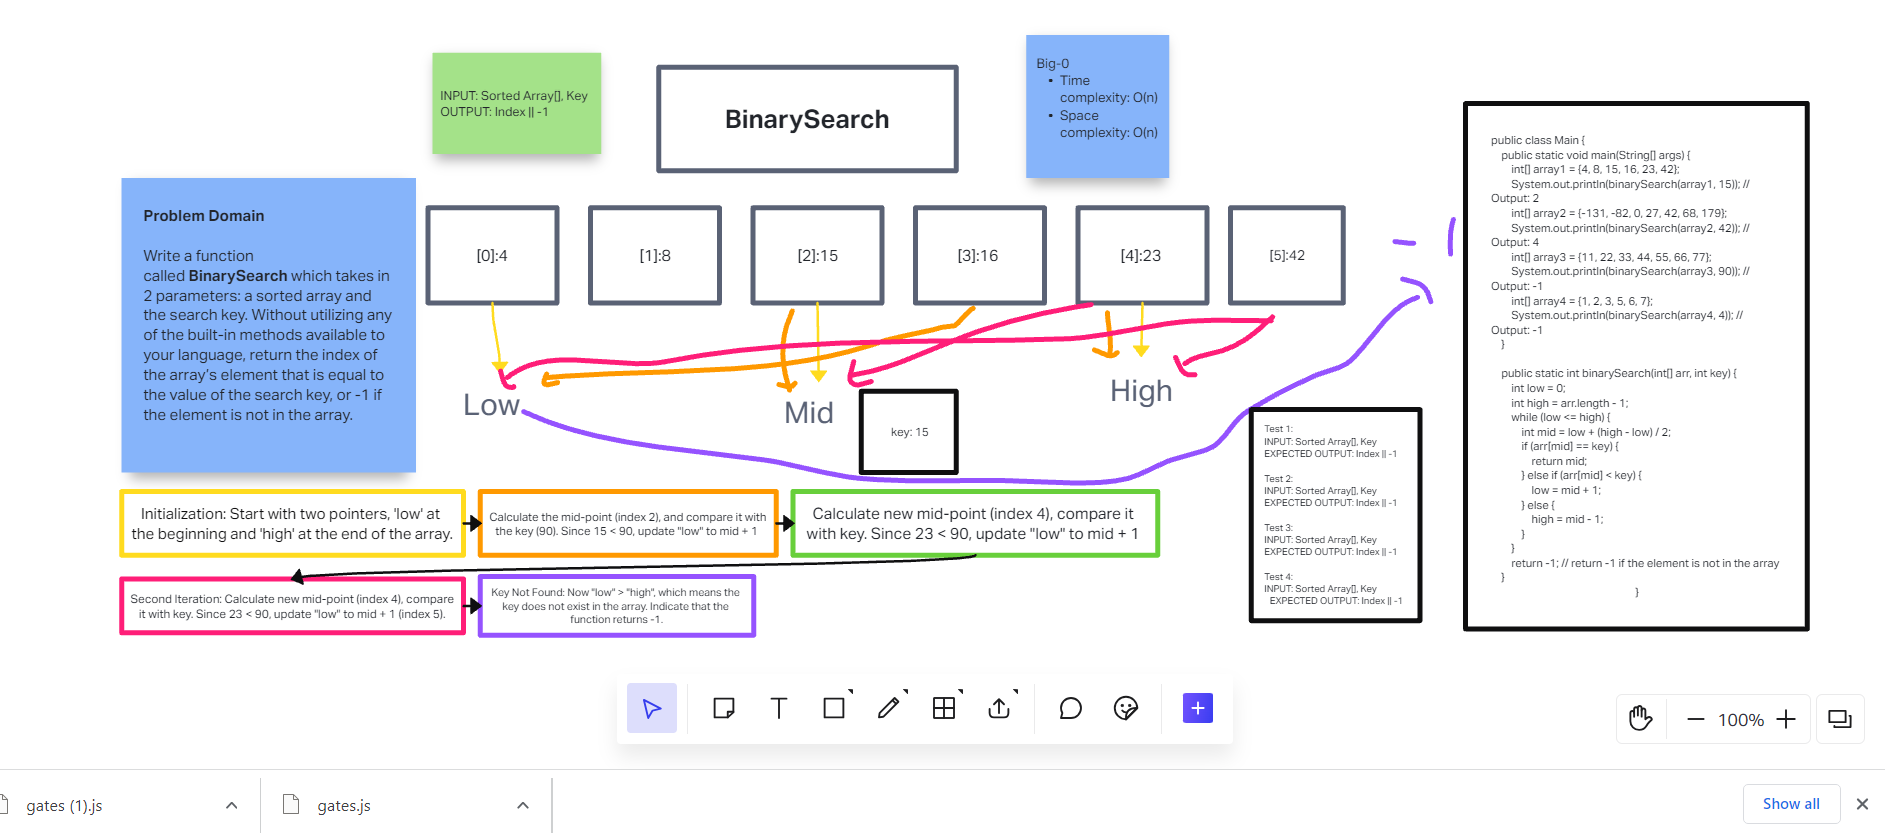 INPUT: Sorted Array[], Key
OUTPUT: Index || -1
BinarySearch
Big-0
• Time
complexity: O(n)
• Space
complexity: O(n)
Problem Domain
Write a function
called BinarySearch which takes in
2 parameters: a sorted array and
the search key. Without utilizing any
of the built-in methods available to
your language, return the index of
the array's element that is equal to
the value of the search key, or -1 if
the element is not in the array.
[0]:4
[1]:8
[2]:15
[3]:16
[4]:23
[5]:42
- 1
Low
Mid
High
key: 15
public class Main {
public static void main(String[] args) {
int[] array1 = {4, 8, 15, 16, 23, 42};
System.out.println(binarySearch(array1, 15)); //
Output: 2
int[] array2 = {-131, -82, 0, 27, 42, 68, 179};
System.out.println(binarySearch(array2, 42)); //
Output: 4
int[] array3 = {11, 22, 33, 44, 55, 66, 77};
System.out.println(binarySearch(array3, 90)); //
Output: -1
int[] array4 = {1, 2, 3, 5, 6, 7};
System.out.println(binarySearch(array4, 4)); //
Output: -1
}
public static int binarySearch(int[] arr, int key) {
int low = 0;
int high = arr.length - 1;
while (low <= high) {
int mid = low + (high - low) / 2;
if (arr[mid] == key) {
return mid;
} else if (arr[mid] < key) {
low = mid + 1;
} else {
high = mid - 1;
}
}
return -1; // return -1 if the element is not in the array
}
}
Test 1:
INPUT: Sorted Array[], Key
EXPECTED OUTPUT: Index || -1
Test 2:
INPUT: Sorted Array[], Key
EXPECTED OUTPUT: Index || -1
Test 3:
INPUT: Sorted Array[], Key
EXPECTED OUTPUT: Index || -1
Test 4:
INPUT: Sorted Array[], Key
EXPECTED OUTPUT: Index || -1
Initialization: Start with two pointers, 'low' at
the beginning and 'high' at the end of the array.
Calculate the mid-point (index 2), and compare it with
the key (90). Since 15 < 90, update "low" to mid + 1
Calculate new mid-point (index 4), compare it
with key. Since 23 < 90, update "low" to mid + 1
Second Iteration: Calculate new mid-point (index 4), compare
it with key. Since 23 < 90, update "low" to mid + 1 (index 5).
Key Not Found: Now "low" > "high", which means the
key does not exist in the array. Indicate that the
function returns -1.
100%
gates (1).js
gates.js
Show all